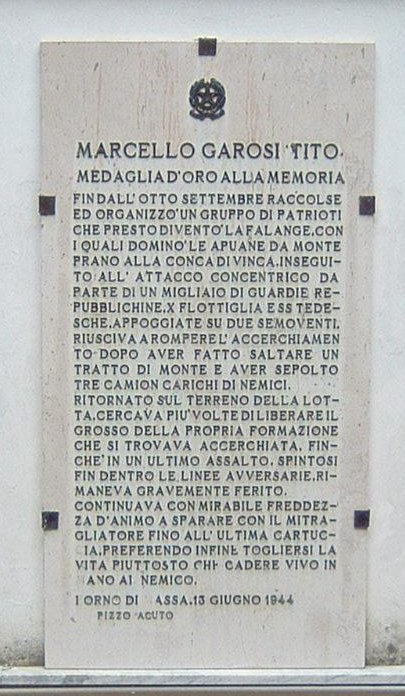 MARCELLO GAROSI "TITO"
MEDAGLIA D'ORO ALLA MEMORIA
FIN DALL' OTTO SETTEMBRE RACCOLSE
ED ORGANIZZO' UN GRUPPO DI PATRIOTI
CHE PRESTO DIVENTO' LA FALANGE, CON
I QUALI DOMINO' LE APUANE DA MONTE
PRANO ALLA CONCA DI VINCA. INSEGUI-
TO ALL' ATTACCO CONCENTRICO DA
PARTE DI UN MIGLIAIO DI GUARDIE RE-
PUBBLICHINE, X FLOTTIGLIA E SS TEDE-
SCHE, APPOGGIATE SU DUE SEMOVENTI,
RIUSCIVA A ROMPERE L' ACCERCHIAMEN-
TO DOPO AVER FATTO SALTARE UN
TRATTO DI MONTE E AVER SEPOLTO
TRE CAMION CARICHI DI NEMICI.
RITORNATO SUL TERRENO DELLA LOT-
TA, CERCAVA PIU' VOLTE DI LIBERARE IL
GROSSO DELLA PROPRIA FORMAZIONE
CHE SI TROVAVA ACCERCHIATA, FIN-
CHE' IN UN ULTIMO ASSALTO, SPINTOSI
FIN DENTRO LE LINEE AVVERSARIE, RI-
MANEVA GRAVEMENTE FERITO.
CONTINUAVA CON MIRABILE FREDDEZ-
ZA D'ANIMO A SPARARE CON IL MITRA-
GLIATORE FINO ALL' ULTIMA CARTUC-
IA, PREFERENDO INFINE TOGLIERSI LA
VITA PIUTTOSTO CHE CADERE VIVO IN
ANO AL NEMICO.
ORNO DI ASSA, 13 GIUGNO 1944
PIZZO ACUTO